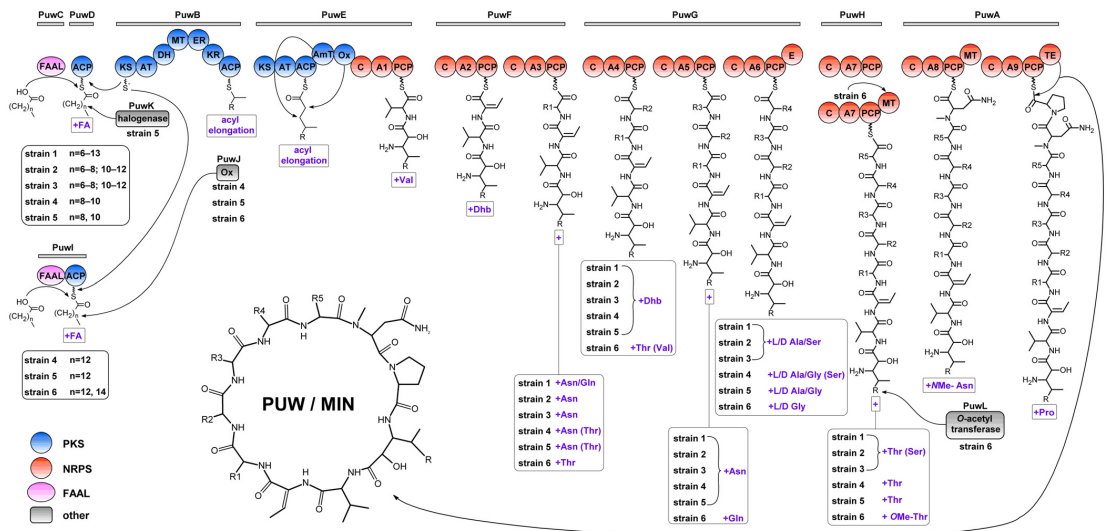 PuwC PuwD PuwB PuwE PuwF PuwG PuwH PuwA
FAAL ACP KS AT DH MT ER KR ACP KS AT ACP AmT Ox C A1 PCP C A2 PCP C A3 PCP C A4 PCP C A5 PCP C A6 PCP E C A7 PCP C A8 PCP MT C A9 PCP TE
strain 6
C A7 PCP MT
PuwK
halogenase
strain 5
+FA
acyl
elongation
acyl
elongation
+Val
+Dhb
+
strain 1 n=6–13
strain 2 n=6–8; 10–12
strain 3 n=6–8; 10–12
strain 4 n=8–10
strain 5 n=8, 10
PuwJ
Ox
strain 4
strain 5
strain 6
PuwI
FAAL ACP
+FA
strain 4 n=12
strain 5 n=12
strain 6 n=12, 14
PUW / MIN
R4 R5 R3 R2 R1 R
strain 1
strain 2
strain 3 +Dhb
strain 4
strain 5
strain 6 +Thr (Val)
+
strain 1
strain 2 +L/D Ala/Ser
strain 3
strain 4 +L/D Ala/Gly (Ser)
strain 5 +L/D Ala/Gly
strain 6 +L/D Gly
strain 1 +Asn/Gln
strain 2 +Asn
strain 3 +Asn
strain 4 +Asn (Thr)
strain 5 +Asn (Thr)
strain 6 +Thr
strain 1
strain 2
strain 3 +Asn
strain 4
strain 5
strain 6 +Gln
+
PuwL
O-acetyl
transferase
strain 6
+NMe- Asn
+Pro
strain 1
strain 2 +Thr (Ser)
strain 3
strain 4 +Thr
strain 5 +Thr
strain 6 + OMe-Thr
PKS
NRPS
FAAL
other